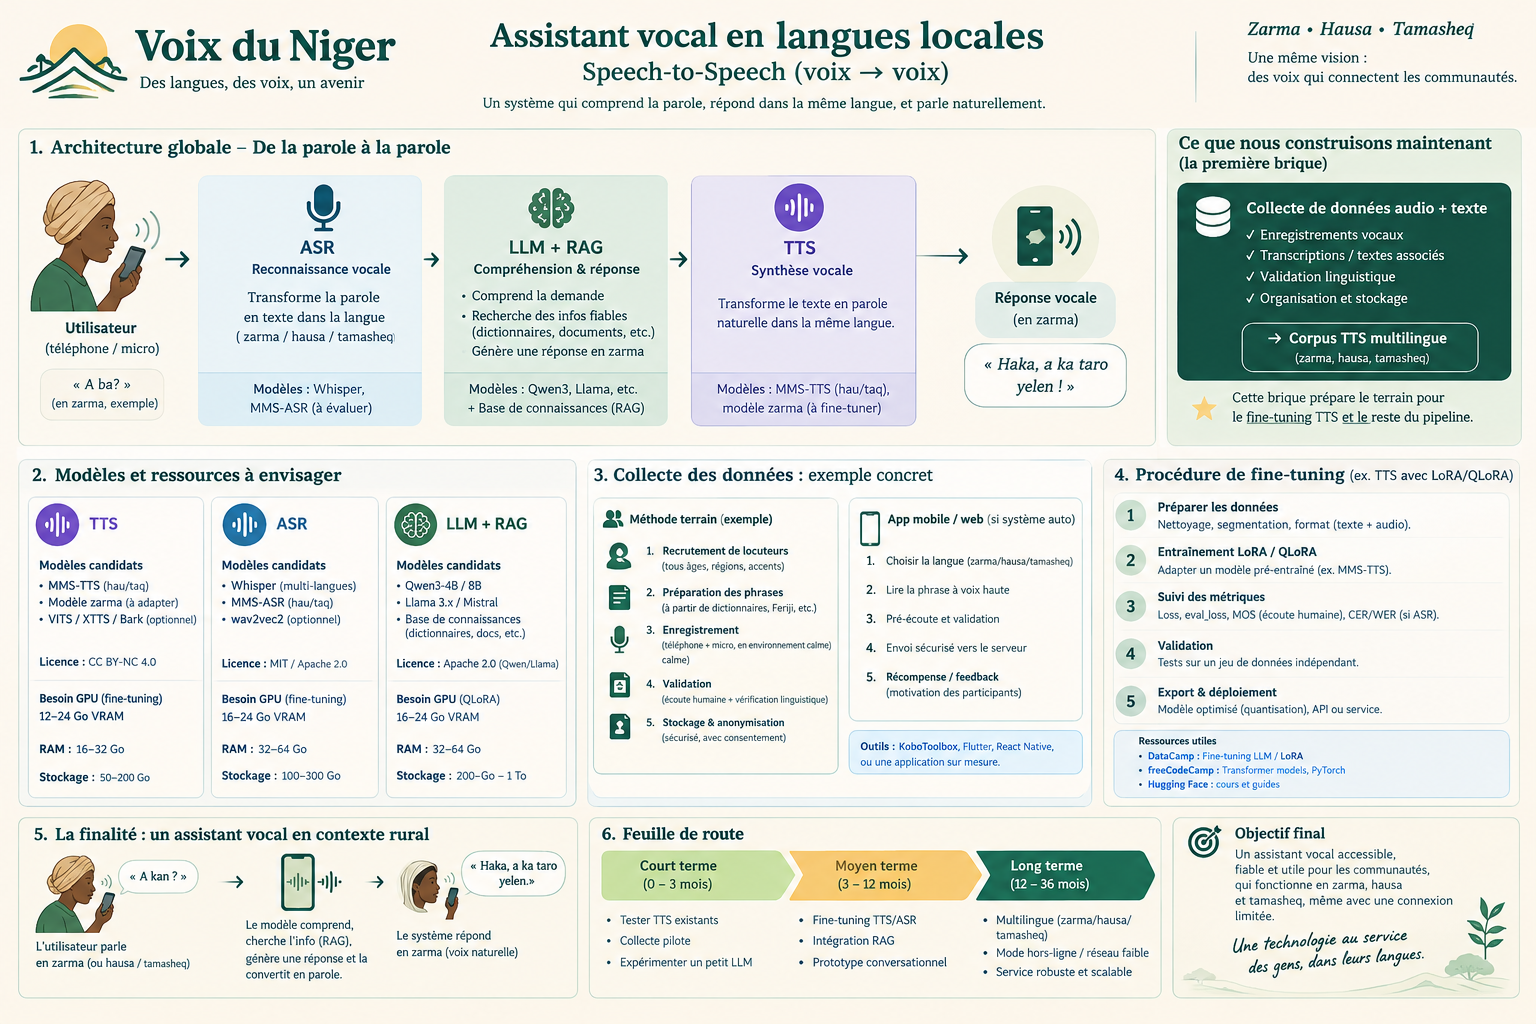 Voix du Niger
Des langues, des voix, un avenir
Assistant vocal en langues locales
Speech-to-Speech (voix → voix)
Un système qui comprend la parole, répond dans la même langue, et parle naturellement.
Zarma • Hausa • Tamasheq
Une même vision :
des voix qui connectent les communautés.
1. Architecture globale – De la parole à la parole
Utilisateur
(téléphone / micro)
« A ba? »
(en zarma, exemple)
ASR
Reconnaissance vocale
Transforme la parole
en texte dans la langue
( zarma / hausa / tamasheq)
Modèles : Whisper,
MMS-ASR (à évaluer)
LLM + RAG
Compréhension & réponse
• Comprend la demande
• Recherche des infos fiables
(dictionnaires, documents, etc.)
Génère une réponse en zarma
Modèles : Qwen3, Llama, etc.
+ Base de connaissances (RAG)
TTS
Synthèse vocale
Transforme le texte en parole
naturelle dans la même langue.
Modèles : MMS-TTS (hau/taq),
modèle zarma (à fine-tuner)
Réponse vocale
(en zarma)
« Haka, a ka taro
yelen ! »
Ce que nous construisons maintenant
(la première brique)
Collecte de données audio + texte
✓ Enregistrements vocaux
✓ Transcriptions / textes associés
✓ Validation linguistique
✓ Organisation et stockage
→ Corpus TTS multilingue
(zarma, hausa, tamasheq)
Cette brique prépare le terrain pour
le fine-tuning TTS et le reste du pipeline.
2. Modèles et ressources à envisager
TTS
Modèles candidats
• MMS-TTS (hau/taq)
• Modèle zarma (à adapter)
• VITS / XTTS / Bark (optionnel)
Licence : CC BY-NC 4.0
Besoin GPU (fine-tuning)
12–24 Go VRAM
RAM : 16–32 Go
Stockage : 50–200 Go
ASR
Modèles candidats
• Whisper (multi-langues)
• MMS-ASR (hau/taq)
• wav2vec2 (optionnel)
Licence : MIT / Apache 2.0
Besoin GPU (fine-tuning)
16–24 Go VRAM
RAM : 32–64 Go
Stockage : 100–300 Go
LLM + RAG
Modèles candidats
• Qwen3-4B / 8B
• Llama 3.x / Mistral
• Base de connaissances
(dictionnaires, docs, etc.)
Licence : Apache 2.0 (Qwen/Llama)
Besoin GPU (QLoRA)
16–24 Go VRAM
RAM : 32–64 Go
Stockage : 200–Go – 1 To
3. Collecte des données : exemple concret
Méthode terrain (exemple)
1. Recrutement de locuteurs
(tous âges, régions, accents)
2. Préparation des phrases
(à partir de dictionnaires, Feriji, etc.)
3. Enregistrement
(téléphone + micro, en environnement calme)
calme)
4. Validation
(écoute humaine + vérification linguistique)
5. Stockage & anonymisation
(sécurisé, avec consentement)
App mobile / web (si système auto)
1. Choisir la langue (zarma/hausa/tamasheq)
2. Lire la phrase à voix haute
3. Pré-écoute et validation
4. Envoi sécurisé vers le serveur
5. Récompense / feedback
(motivation des participants)
Outils : KoboToolbox, Flutter, React Native,
ou une application sur mesure.
4. Procédure de fine-tuning (ex. TTS avec LoRA/QLoRA)
1 Préparer les données
Nettoyage, segmentation, format (texte + audio).
2 Entraînement LoRA / QLoRA
Adapter un modèle pré-entraîné (ex. MMS-TTS).
3 Suivi des métriques
Loss, eval_loss, MOS (écoute humaine), CER/WER (si ASR).
4 Validation
Tests sur un jeu de données indépendant.
5 Export & déploiement
Modèle optimisé (quantisation), API ou service.
Ressources utiles
• DataCamp : Fine-tuning LLM / LoRA
• freeCodeCamp : Transformer models, PyTorch
• Hugging Face : cours et guides
5. La finalité : un assistant vocal en contexte rural
« A kan ? »
L'utilisateur parle
en zarma (ou hausa / tamasheq)
Le modèle comprend,
cherche l'info (RAG),
génère une réponse et la
convertit en parole.
« Haka, a ka taro
yelen.»
Le système répond
en zarma (voix naturelle)
6. Feuille de route
Court terme
(0 – 3 mois)
• Tester TTS existants
• Collecte pilote
• Expérimenter un petit LLM
Moyen terme
(3 – 12 mois)
• Fine-tuning TTS/ASR
• Intégration RAG
• Prototype conversationnel
Long terme
(12 – 36 mois)
• Multilingue (zarma/hausa/
tamasheq)
• Mode hors-ligne / réseau faible
• Service robuste et scalable
Objectif final
Un assistant vocal accessible,
fiable et utile pour les communautés,
qui fonctionne en zarma, hausa
et tamasheq, même avec une connexion
limitée.
Une technologie au service
des gens, dans leurs langues.